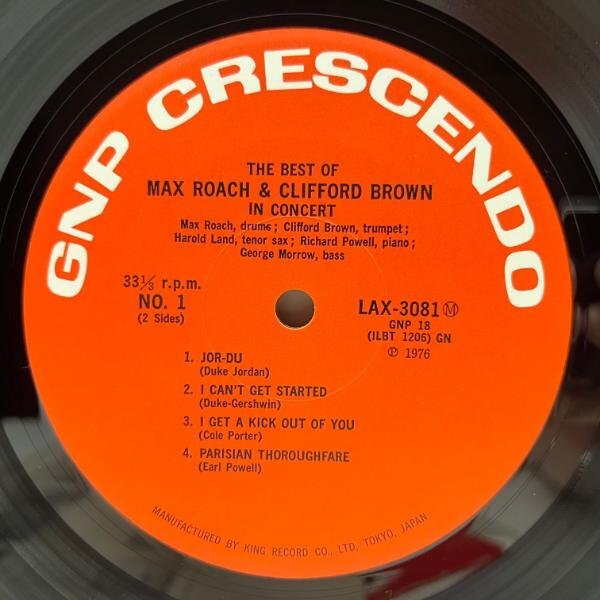 GNP CRESCENDO
THE BEST OF
MAX ROACH & CLIFFORD BROWN
IN CONCERT
Max Roach, drums; Clifford Brown, trumpet;
Harold Land, tenor sax; Richard Powell, piano;
George Morrow, bass
33⅓ r.p.m.
NO. 1
(2 Sides)
LAX-3081 Ⓜ
GNP 18
(ILBT 1206) GN
℗ 1976
1. JOR-DU
(Duke Jordan)
2. I CAN'T GET STARTED
(Duke-Gershwin)
3. I GET A KICK OUT OF YOU
(Cole Porter)
4. PARISIAN THOROUGHFARE
(Earl Powell)
MANUFACTURED BY KING RECORD CO., LTD, TOKYO, JAPAN